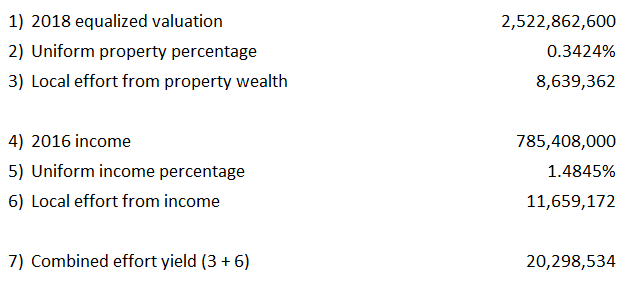 1) 2018 equalized valuation 2,522,862,600
2) Uniform property percentage 0.3424%
3) Local effort from property wealth 8,639,362
4) 2016 income 785,408,000
5) Uniform income percentage 1.4845%
6) Local effort from income 11,659,172
7) Combined effort yield (3 + 6) 20,298,534